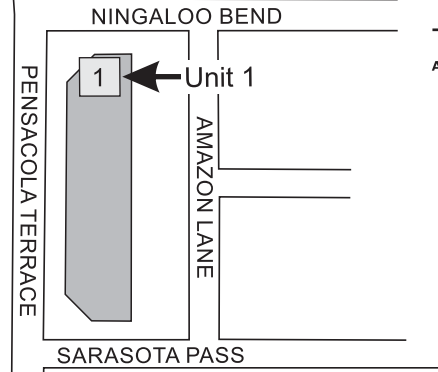 NINGALOO BEND
1
Unit 1
PENSACOLA TERRACE
AMAZON LANE
SARASOTA PASS